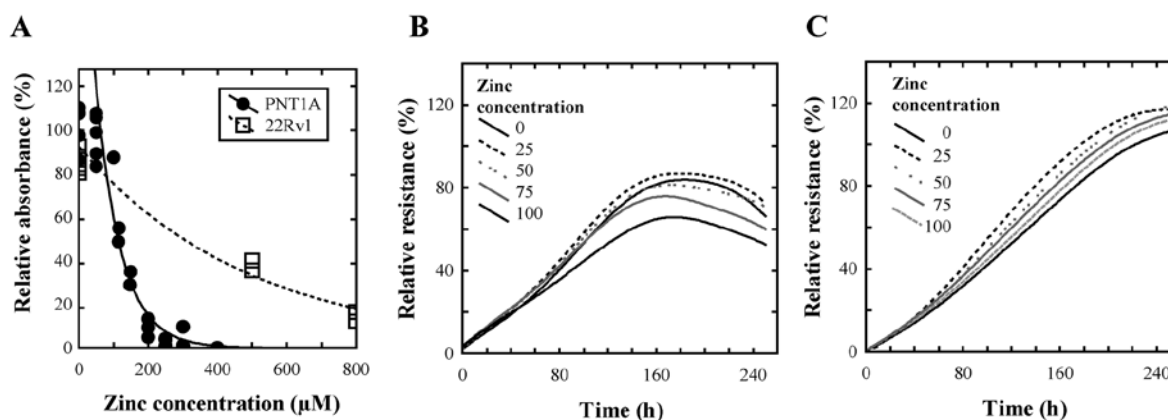 A
Relative absorbance (%)
120
100
80
60
40
20
0
0
200
400
600
800
Zinc concentration (µM)
PNT1A
22Rv1
B
Relative resistance (%)
120
80
40
0
0
80
160
240
Time (h)
Zinc
concentration
0
25
50
75
100
C
Relative resistance (%)
120
80
40
0
0
80
160
240
Time (h)
Zinc
concentration
0
25
50
75
100